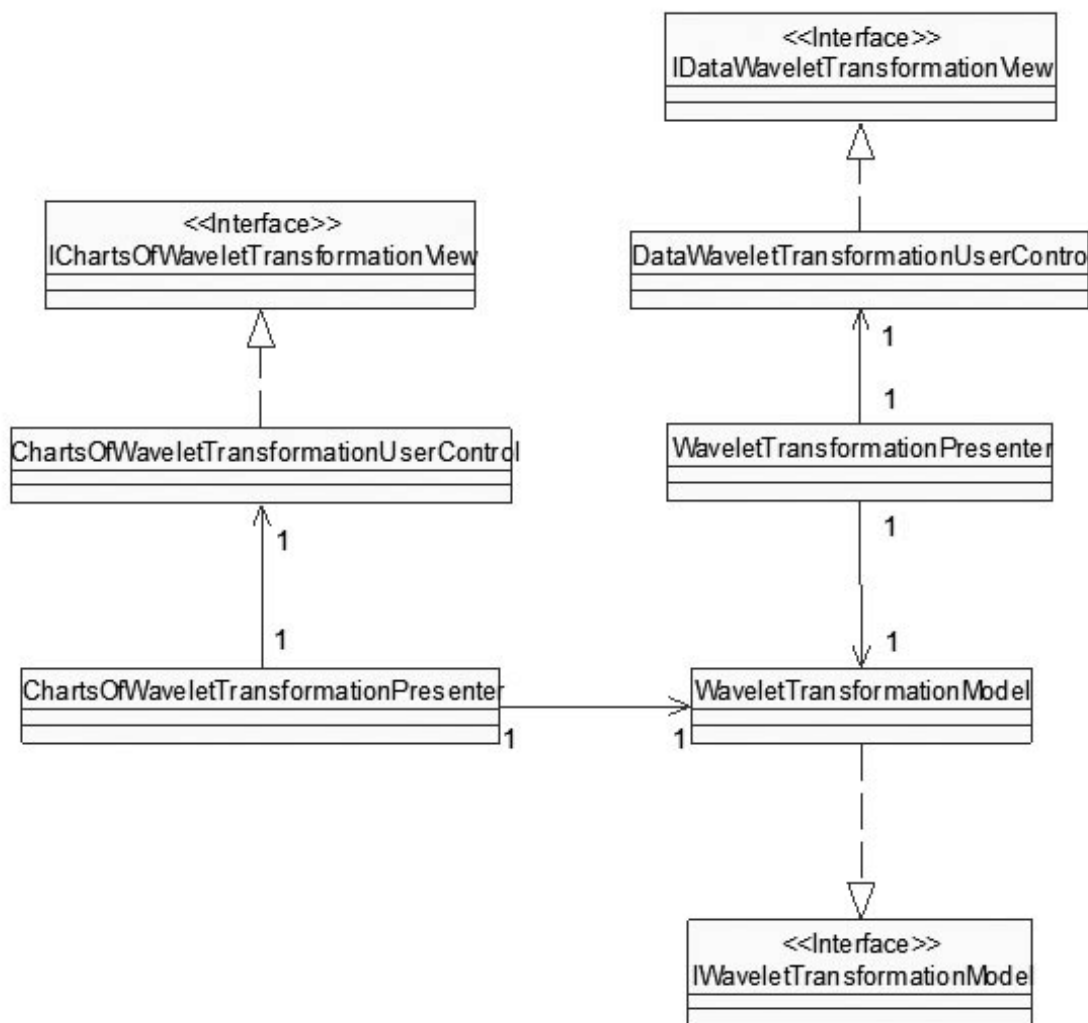 <<Interface>>
IDataWaveletTransformationView
<<Interface>>
IChartsOfWaveletTransformationView
DataWaveletTransformationUserContro
1
ChartsOfWaveletTransformationUserControl
1
WaveletTransformationPresenter
1
1
1
1
ChartsOfWaveletTransformationPresenter
WaveletTransformationModel
1
1
<<Interface>>
IWaveletTransformationModel